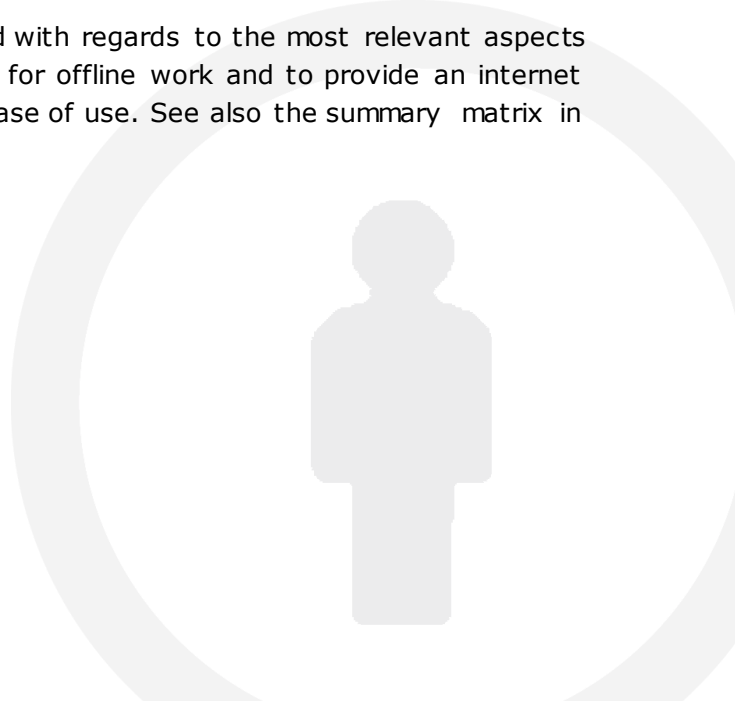 with regards to the most relevant aspects
for offline work and to provide an internet
ase of use. See also the summary matrix in